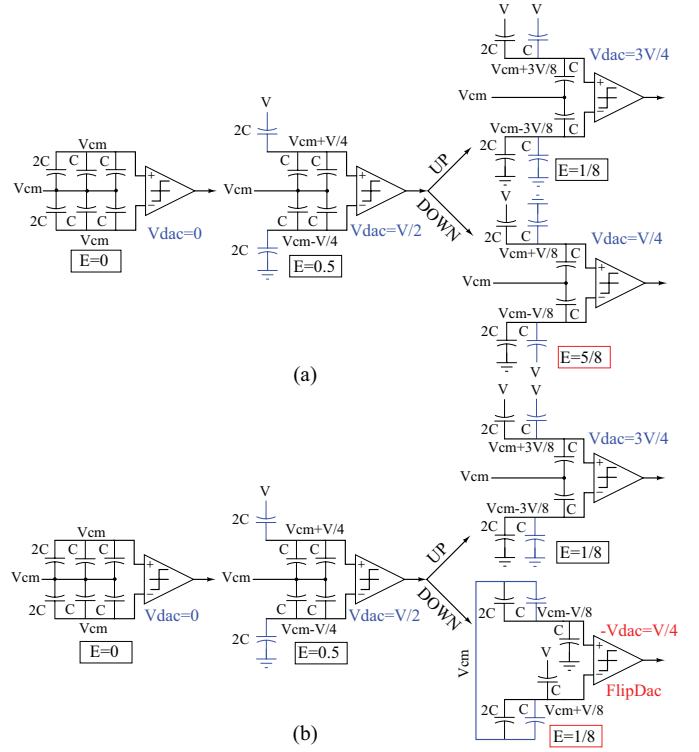 V V
2C C Vdac=3V/4
Vcm+3V/8
C +
Vcm
C −
Vcm-3V/8
2C C E=1/8
V
2C
Vcm+V/4
C C +
Vcm
C C −
Vcm-V/4
2C
Vdac=V/2
E=0.5
Vcm
2C C C +
Vcm
2C C C −
Vcm
Vdac=0
E=0
UP
DOWN
V
2C C Vdac=V/4
Vcm+V/8
C +
Vcm
C −
Vcm-V/8
2C C
E=5/8
V
(a)
V V
2C C Vdac=3V/4
Vcm+3V/8
C +
Vcm
C −
Vcm-3V/8
2C C E=1/8
V
2C
Vcm+V/4
C C +
Vcm
C C −
Vcm-V/4
2C
Vdac=V/2
E=0.5
Vcm
2C C C +
Vcm
2C C C −
Vcm
Vdac=0
E=0
UP
DOWN
2C C Vcm-V/8
C +
-Vdac=V/4
Vcm
V
C −
FlipDac
2C C Vcm+V/8
E=1/8
(b)